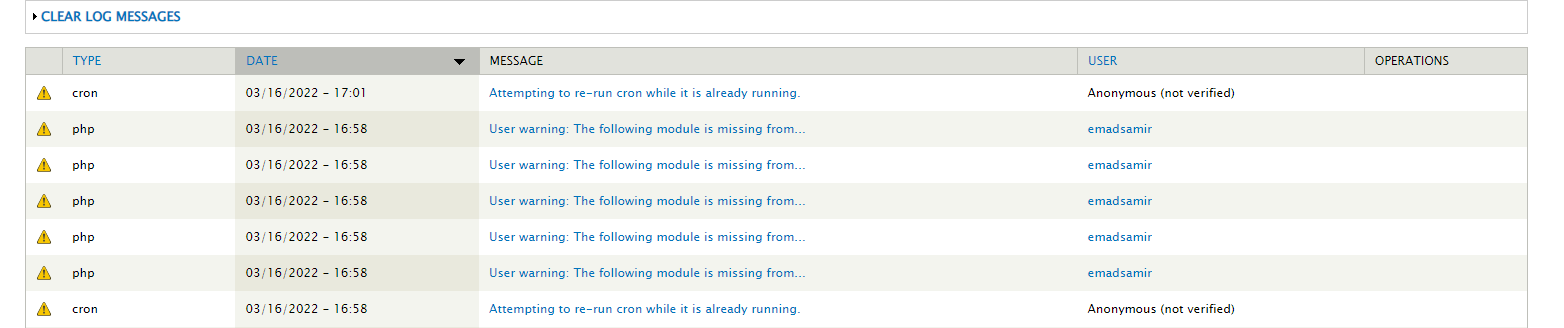 CLEAR LOG MESSAGES
TYPE DATE MESSAGE USER OPERATIONS
cron 03/16/2022 - 17:01 Attempting to re-run cron while it is already running. Anonymous (not verified)
php 03/16/2022 - 16:58 User warning: The following module is missing from... emadsamir
php 03/16/2022 - 16:58 User warning: The following module is missing from... emadsamir
php 03/16/2022 - 16:58 User warning: The following module is missing from... emadsamir
php 03/16/2022 - 16:58 User warning: The following module is missing from... emadsamir
php 03/16/2022 - 16:58 User warning: The following module is missing from... emadsamir
cron 03/16/2022 - 16:58 Attempting to re-run cron while it is already running. Anonymous (not verified)